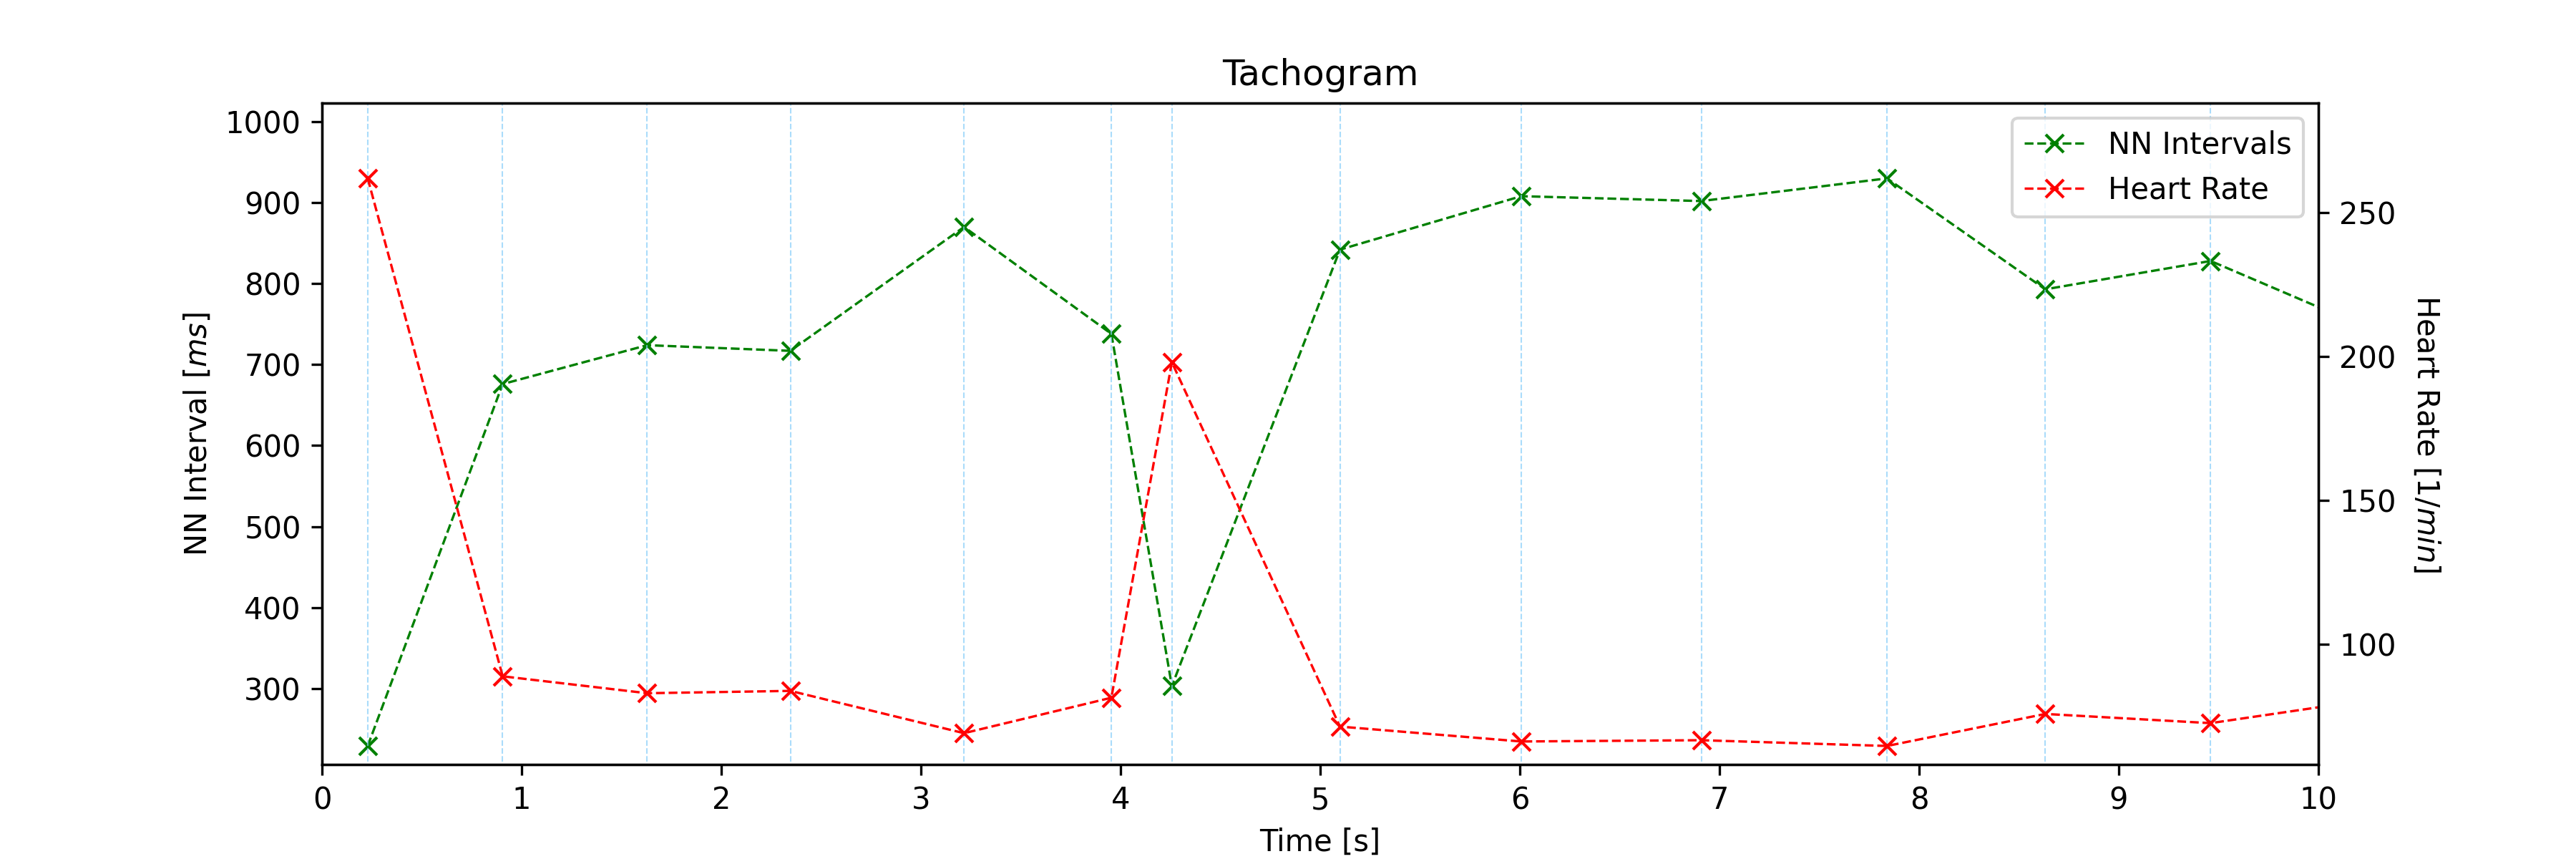 Tachogram
1000
900
800
700
600
500
400
300
NN Interval [ms]
NN Intervals
Heart Rate
250
200
150
100
Heart Rate [1/min]
0 1 2 3 4 5 6 7 8 9 10
Time [s]